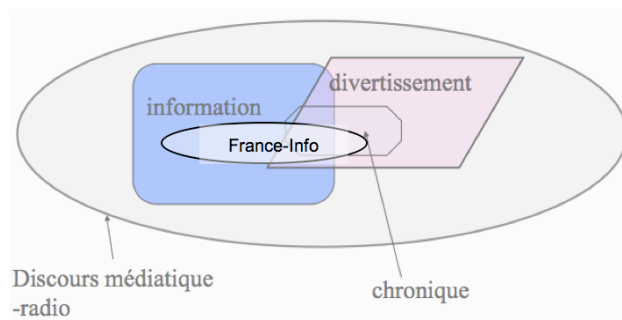 divertissement
information
France-Info
Discours médiatique
-radio
chronique